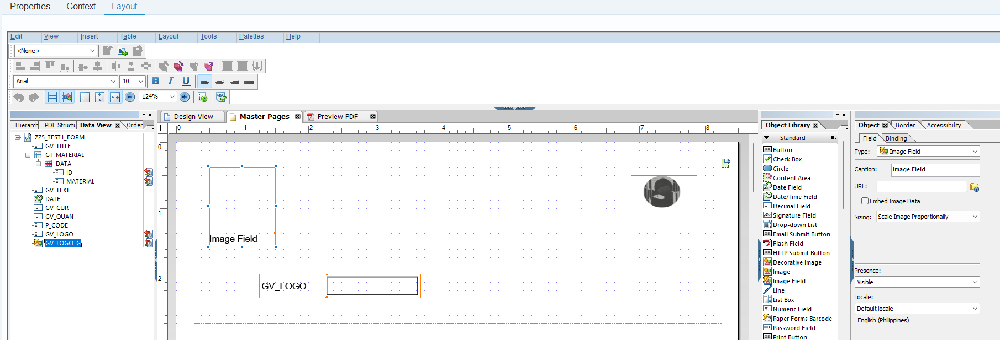 Properties Context Layout
Edit View Insert Table Layout Tools Palettes Help
<None>
Arial 10 B I U
124% ABC
Hierarch PDF Structu Data View Order
Design View Master Pages Preview PDF
0 1 2 3 4 5 6 7 8
0
1
2
ZZ5_TEST1_FORM
GV_TITLE
GT_MATERIAL
DATA
ID
MATERIAL
GV_TEXT
DATE
GV_CUR
GV_QUAN
P_CODE
GV_LOGO
GV_LOGO_G
Image Field
GV_LOGO
Object Library
Standard
OK Button
Check Box
Circle
Content Area
Date Field
Date/Time Field
Decimal Field
Signature Field
Drop-down List
OK Email Submit Button
Flash Field
OK HTTP Submit Button
Decorative Image
Image
Image Field
Line
List Box
Numeric Field
Paper Forms Barcode
Password Field
OK Print Button
Object Border Accessibility
Field Binding
Type: Image Field
Caption: Image Field
URL:
Embed Image Data
Sizing: Scale Image Proportionally
Presence:
Visible
Locale:
Default locale
English (Philippines)